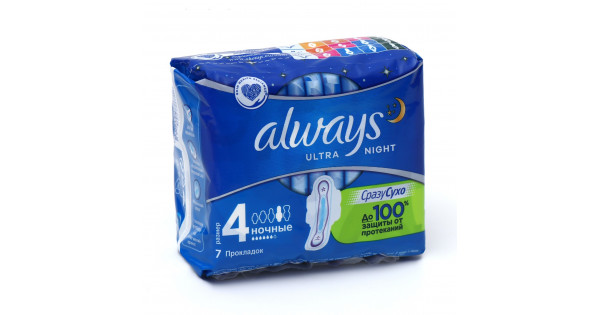 always
ULTRA NIGHT
СразуСухо
До 100%
защиты от
протеканий
размер
4
ночные
7 Прокладок